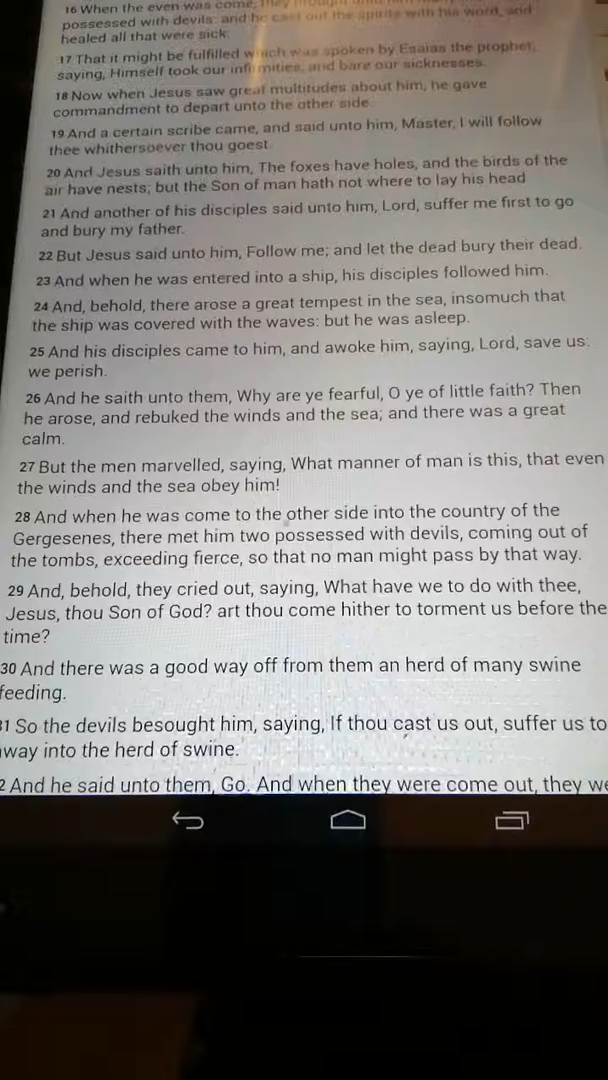 16 When the even was come, they brought unto him many
possessed with devils: and he cast out the spirits with his word, and
healed all that were sick:
17 That it might be fulfilled which was spoken by Esaias the prophet,
saying, Himself took our infirmities, and bare our sicknesses.
18 Now when Jesus saw great multitudes about him, he gave
commandment to depart unto the other side.
19 And a certain scribe came, and said unto him, Master, I will follow
thee whithersoever thou goest.
20 And Jesus saith unto him, The foxes have holes, and the birds of the
air have nests; but the Son of man hath not where to lay his head
21 And another of his disciples said unto him, Lord, suffer me first to go
and bury my father.
22 But Jesus said unto him, Follow me; and let the dead bury their dead.
23 And when he was entered into a ship, his disciples followed him.
24 And, behold, there arose a great tempest in the sea, insomuch that
the ship was covered with the waves: but he was asleep.
25 And his disciples came to him, and awoke him, saying, Lord, save us:
we perish.
26 And he saith unto them, Why are ye fearful, O ye of little faith? Then
he arose, and rebuked the winds and the sea; and there was a great
calm.
27 But the men marvelled, saying, What manner of man is this, that even
the winds and the sea obey him!
28 And when he was come to the other side into the country of the
Gergesenes, there met him two possessed with devils, coming out of
the tombs, exceeding fierce, so that no man might pass by that way.
29 And, behold, they cried out, saying, What have we to do with thee,
Jesus, thou Son of God? art thou come hither to torment us before the
time?
30 And there was a good way off from them an herd of many swine
feeding.
31 So the devils besought him, saying, If thou cast us out, suffer us to
way into the herd of swine.
2 And he said unto them, Go. And when they were come out, they we